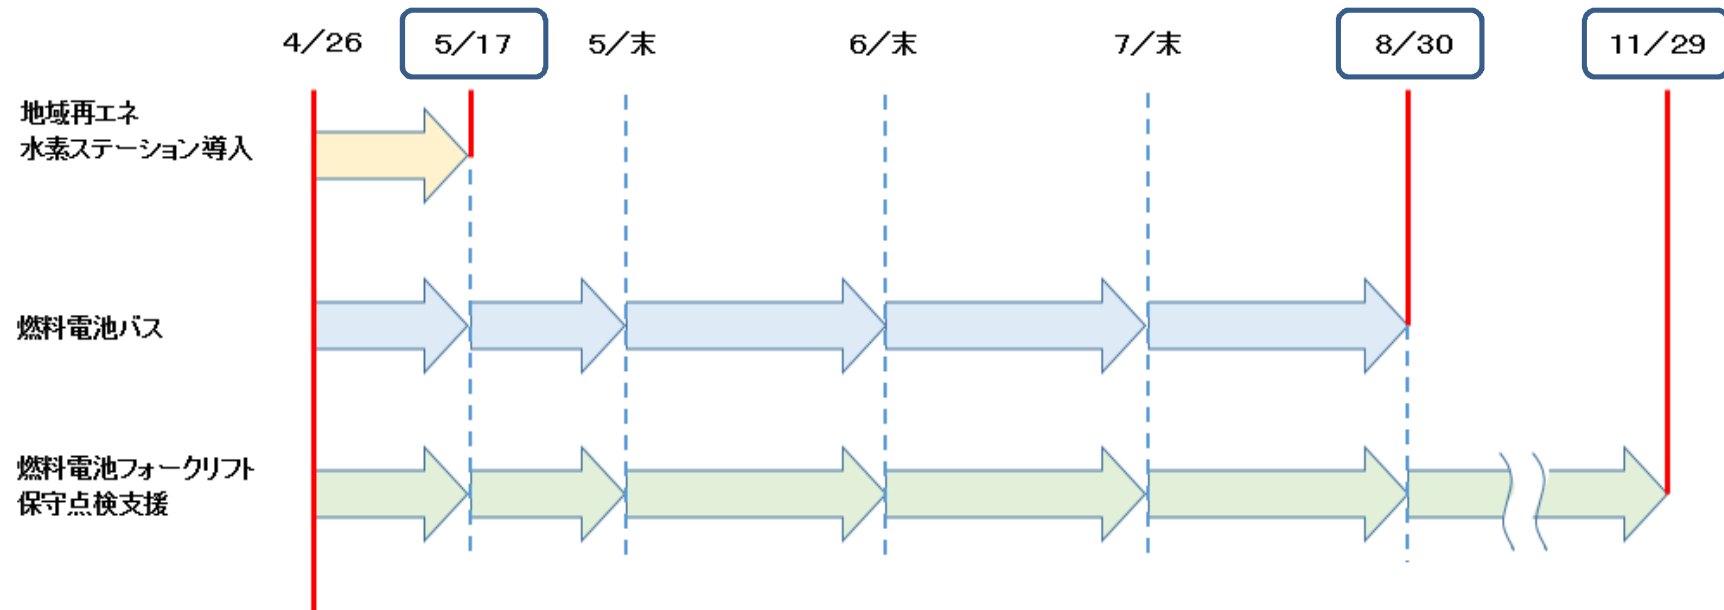 4／26 5／17 5／末 6／末 7／末 8／30 11／29
地域再エネ
水素ステーション導入
燃料電池バス
燃料電池フォークリフト
保守点検支援